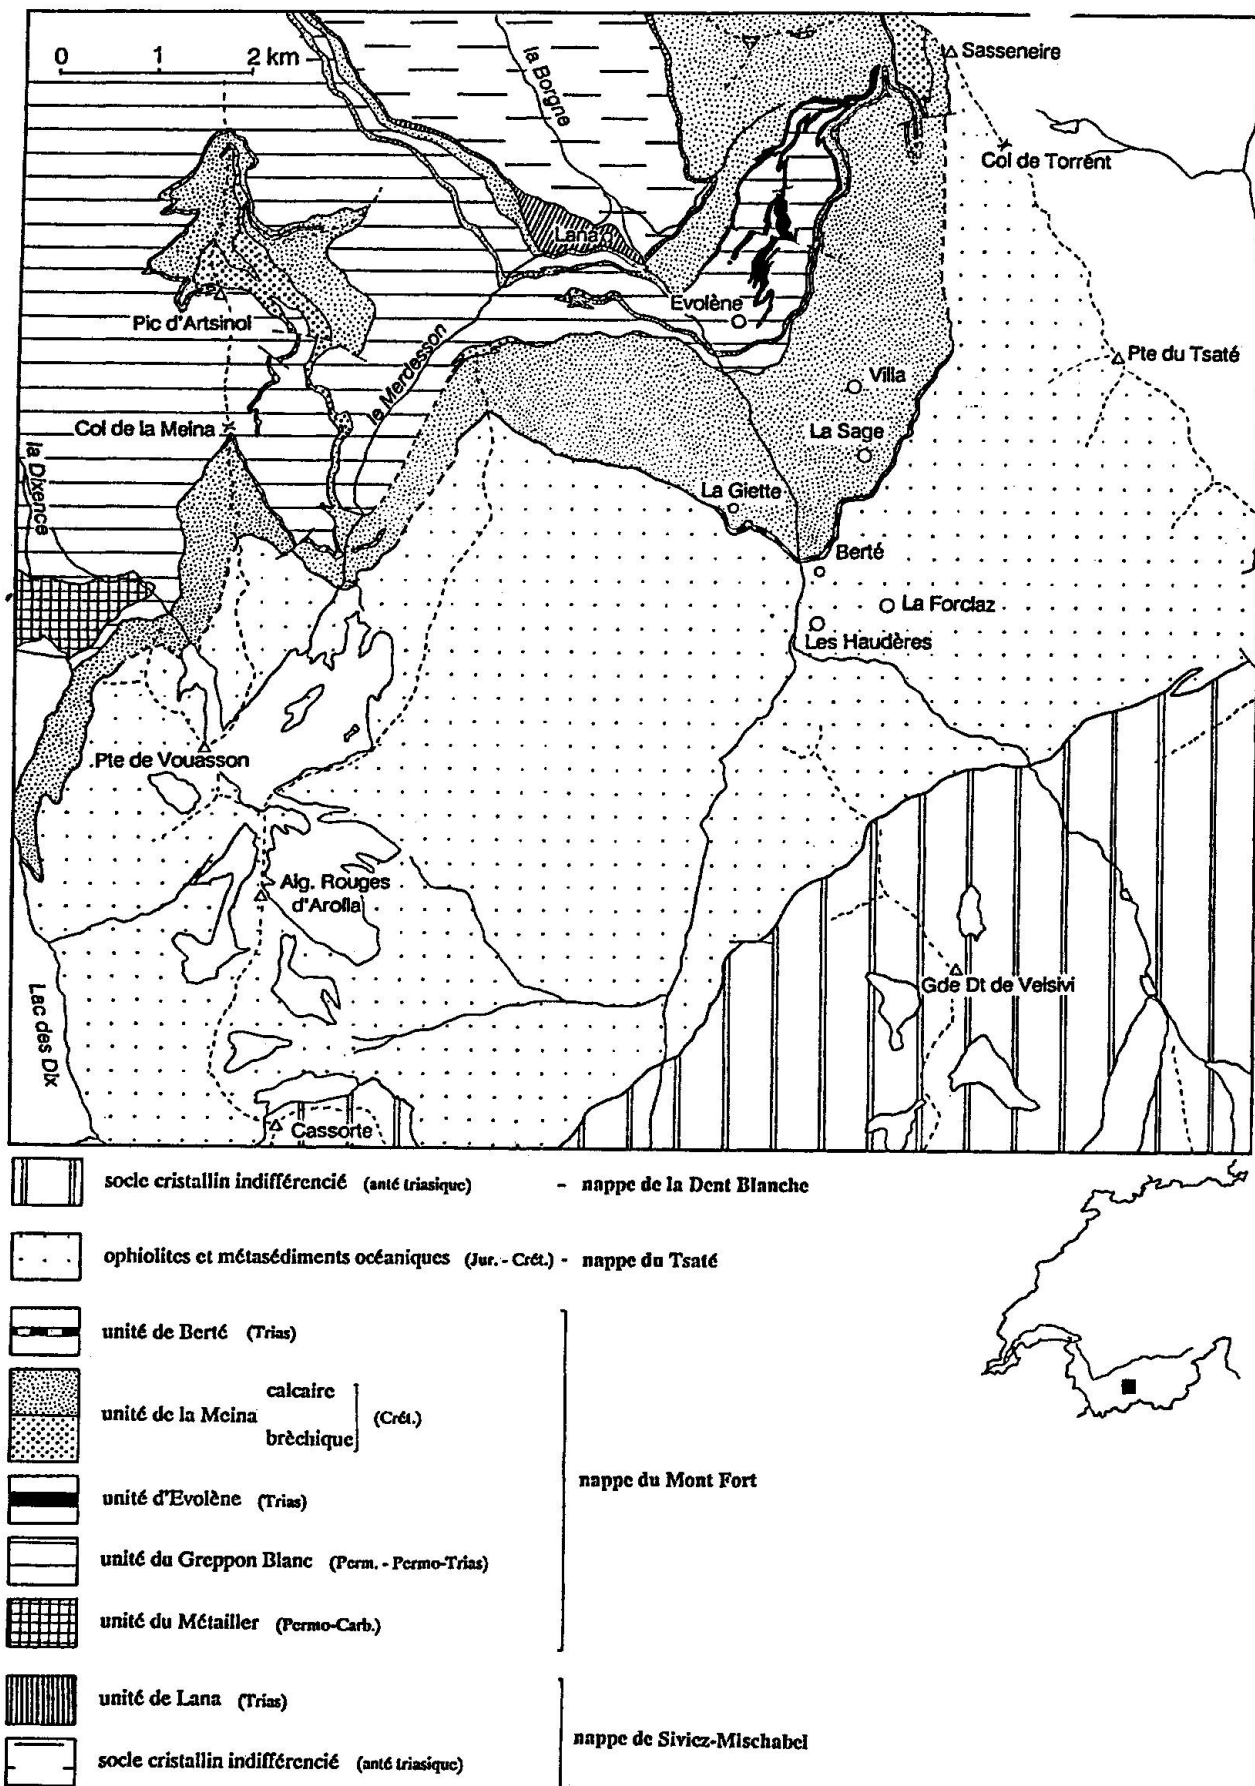 0 1 2 km
la Borgne
Sasseneire
Col de Torrent
Lana
Evolène
Pic d'Artsinol
le Merdesson
Pte du Tsaté
Villa
Col de la Meina
La Sage
la Dixence
La Giette
Berté
La Forclaz
Les Haudères
Pte de Vouasson
Aig. Rouges
d'Arolla
Gde Dt de Veisivi
Lac des Dix
Cassorte
socle cristallin indifférencié (anté triasique) - nappe de la Dent Blanche
ophiolites et métasédiments océaniques (Jur. - Crét.) - nappe du Tsaté
unité de Berté (Trias)
calcaire
unité de la Meina (Crét.)
brèchique
nappe du Mont Fort
unité d'Evolène (Trias)
unité du Greppon Blanc (Perm. - Permo-Trias)
unité du Métailler (Permo-Carb.)
unité de Lana (Trias)
nappe de Siviez-Mischabel
socle cristallin indifférencié (anté triasique)